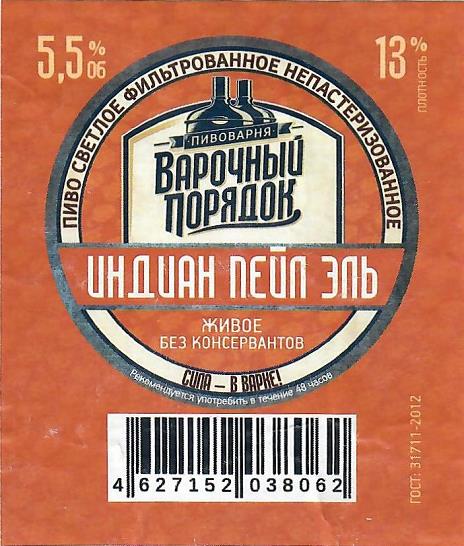 5,5 % об
13 %
ПЛОТНОСТЬ
ПИВО СВЕТЛОЕ ФИЛЬТРОВАННОЕ НЕПАСТЕРИЗОВАННОЕ
ПИВОВАРНЯ
ВАРОЧНЫЙ
ПОРЯДОК
ИНДИАН ПЕЙЛ ЭЛЬ
ЖИВОЕ
БЕЗ КОНСЕРВАНТОВ
СИЛА – В ВАРКЕ!
Рекомендуется употребить в течение 48 часов
ГОСТ: 31711-2012
4 627152 038062